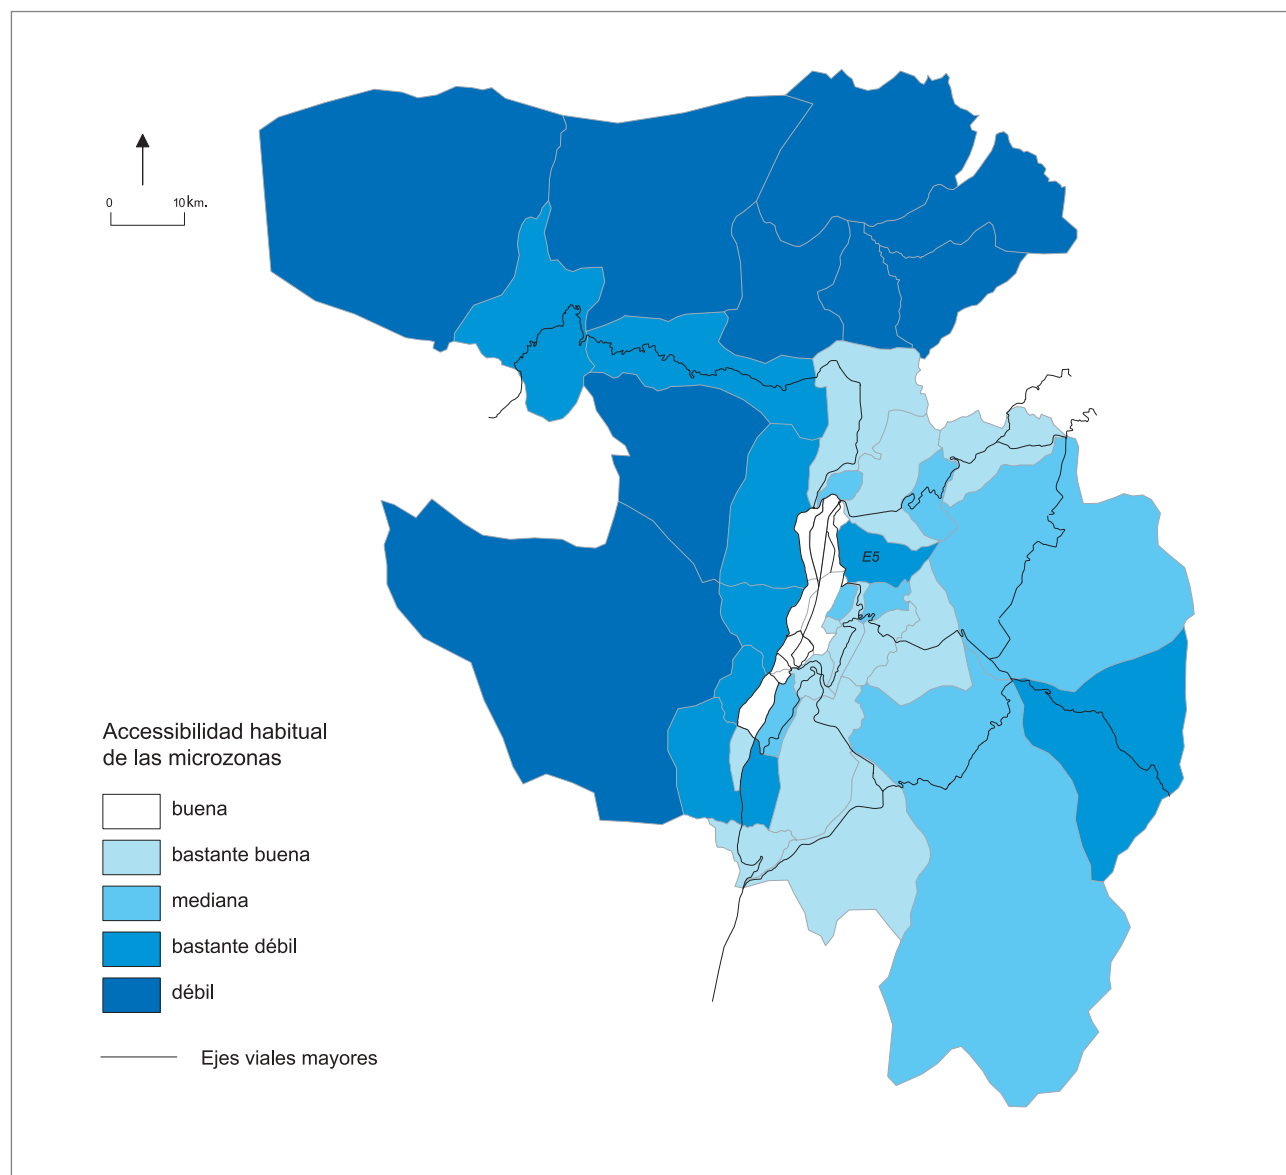 0 10km.
E5
Accessibilidad habitual
de las microzonas
buena
bastante buena
mediana
bastante débil
débil
Ejes viales mayores